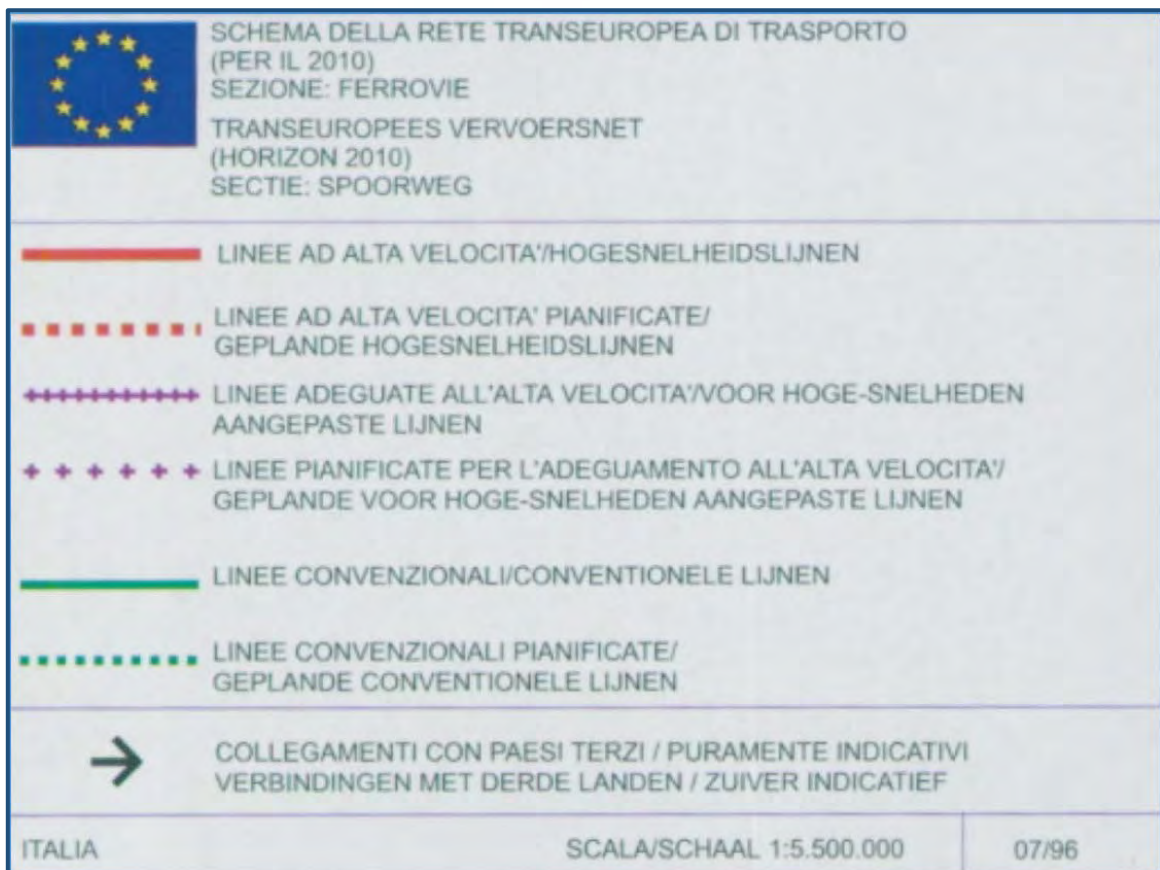 SCHEMA DELLA RETE TRANSEUROPEA DI TRASPORTO
(PER IL 2010)
SEZIONE: FERROVIE
TRANSEUROPEES VERVOERSNET
(HORIZON 2010)
SECTIE: SPOORWEG
LINEE AD ALTA VELOCITA'/HOGESNELHEIDSLIJNEN
LINEE AD ALTA VELOCITA' PIANIFICATE/
GEPLANDE HOGESNELHEIDSLIJNEN
LINEE ADEGUATE ALL'ALTA VELOCITA'/VOOR HOGE-SNELHEDEN
AANGEPASTE LIJNEN
LINEE PIANIFICATE PER L'ADEGUAMENTO ALL'ALTA VELOCITA'/
GEPLANDE VOOR HOGE-SNELHEDEN AANGEPASTE LIJNEN
LINEE CONVENZIONALI/CONVENTIONELE LIJNEN
LINEE CONVENZIONALI PIANIFICATE/
GEPLANDE CONVENTIONELE LIJNEN
COLLEGAMENTI CON PAESI TERZI / PURAMENTE INDICATIVI
VERBINDINGEN MET DERDE LANDEN / ZUIVER INDICATIEF
ITALIA SCALA/SCHAAL 1:5.500.000 07/96